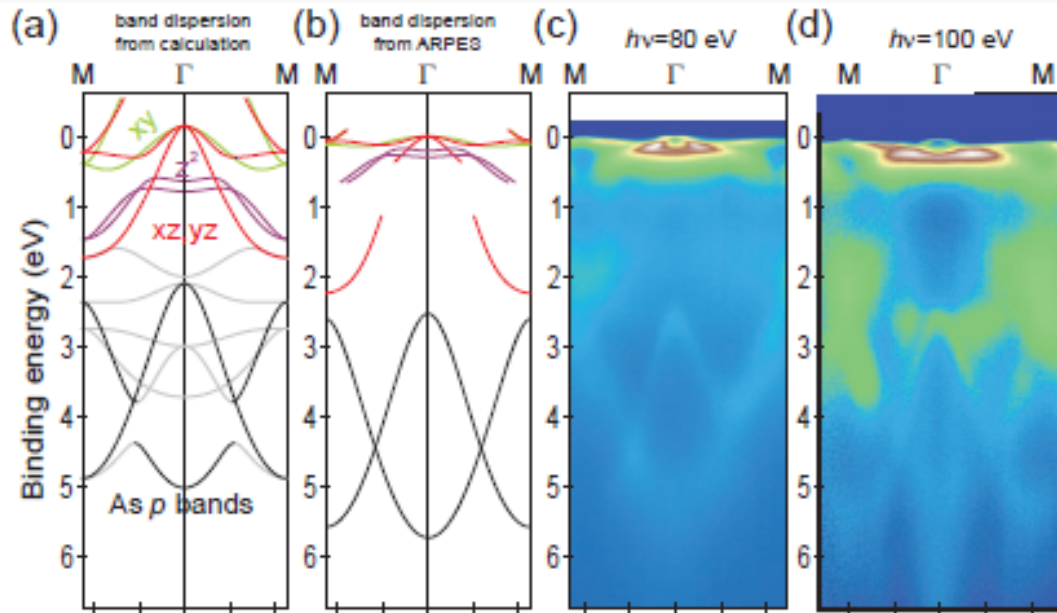 (a) band dispersion
from calculation
(b) band dispersion
from ARPES
(c) hν=80 eV
(d) hν=100 eV
M Γ M
M Γ M
M Γ M
M Γ M
Binding energy (eV)
0
1
2
3
4
5
6
xy
z²
xz,yz
As p bands
0
1
2
3
4
5
6
0
1
2
3
4
5
6
0
1
2
3
4
5
6